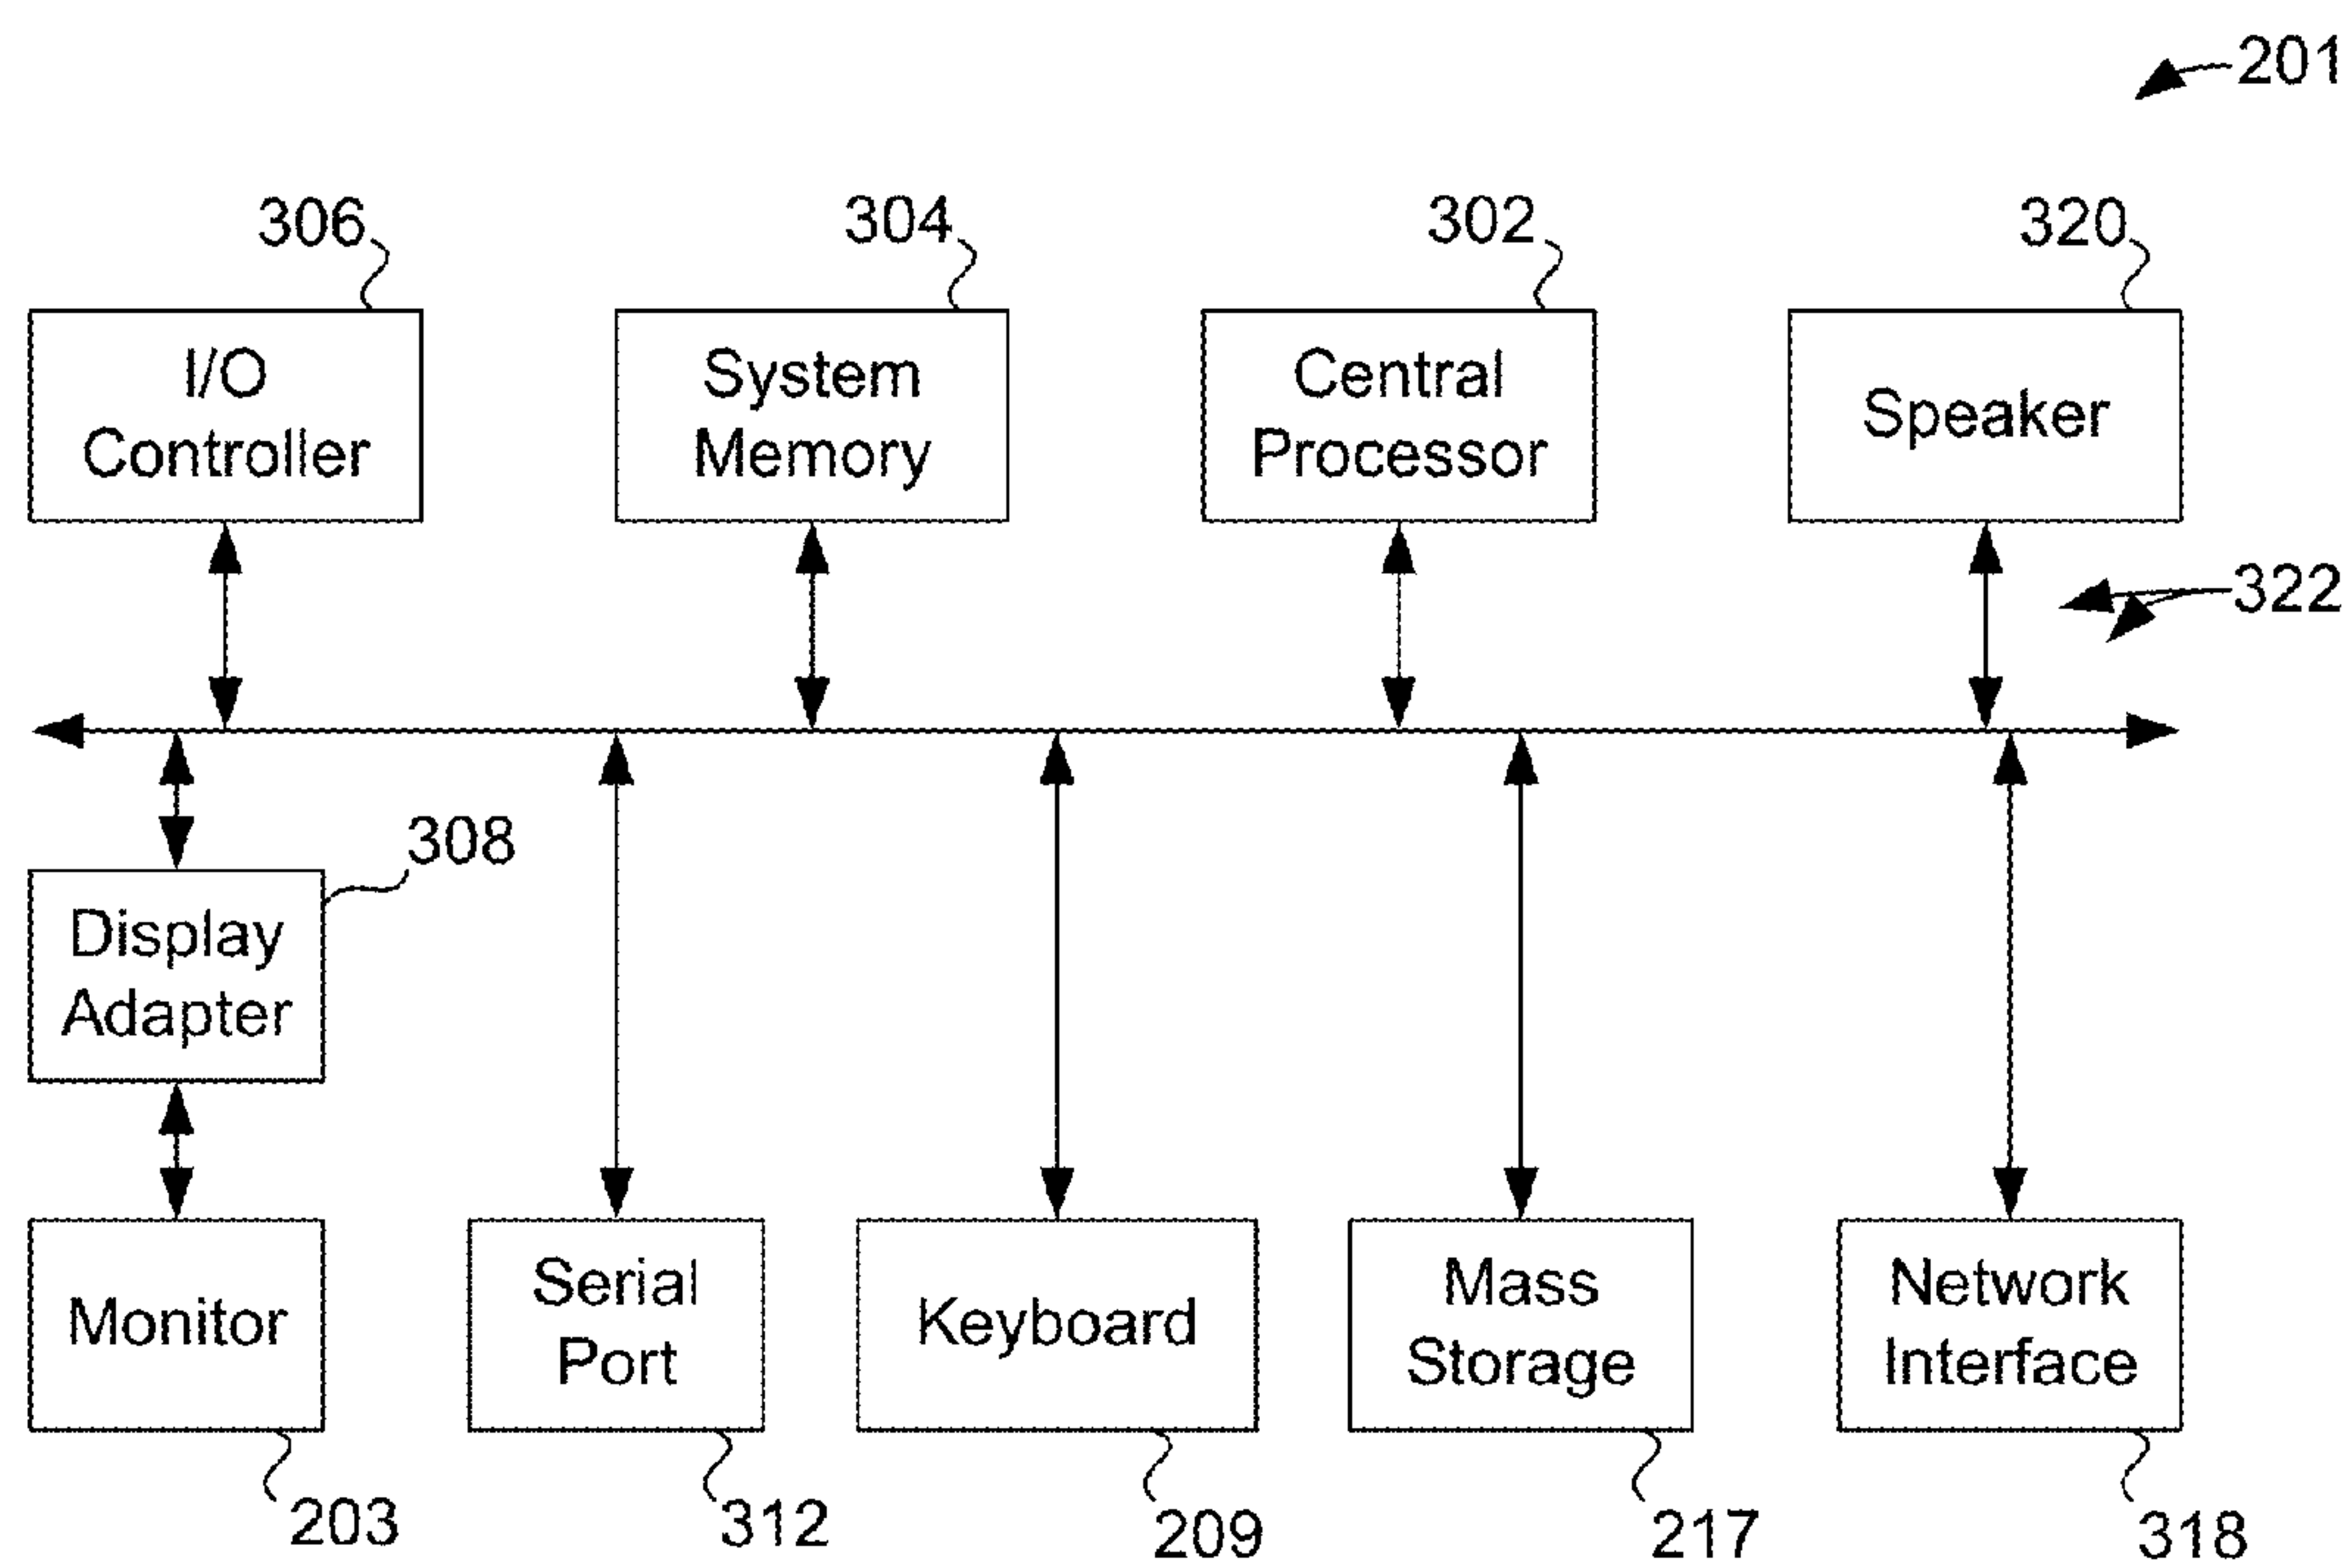 201
306
304
302
320
I/O
Controller
System
Memory
Central
Processor
Speaker
322
308
Display
Adapter
Monitor
Serial
Port
Keyboard
Mass
Storage
Network
Interface
203
312
209
217
318